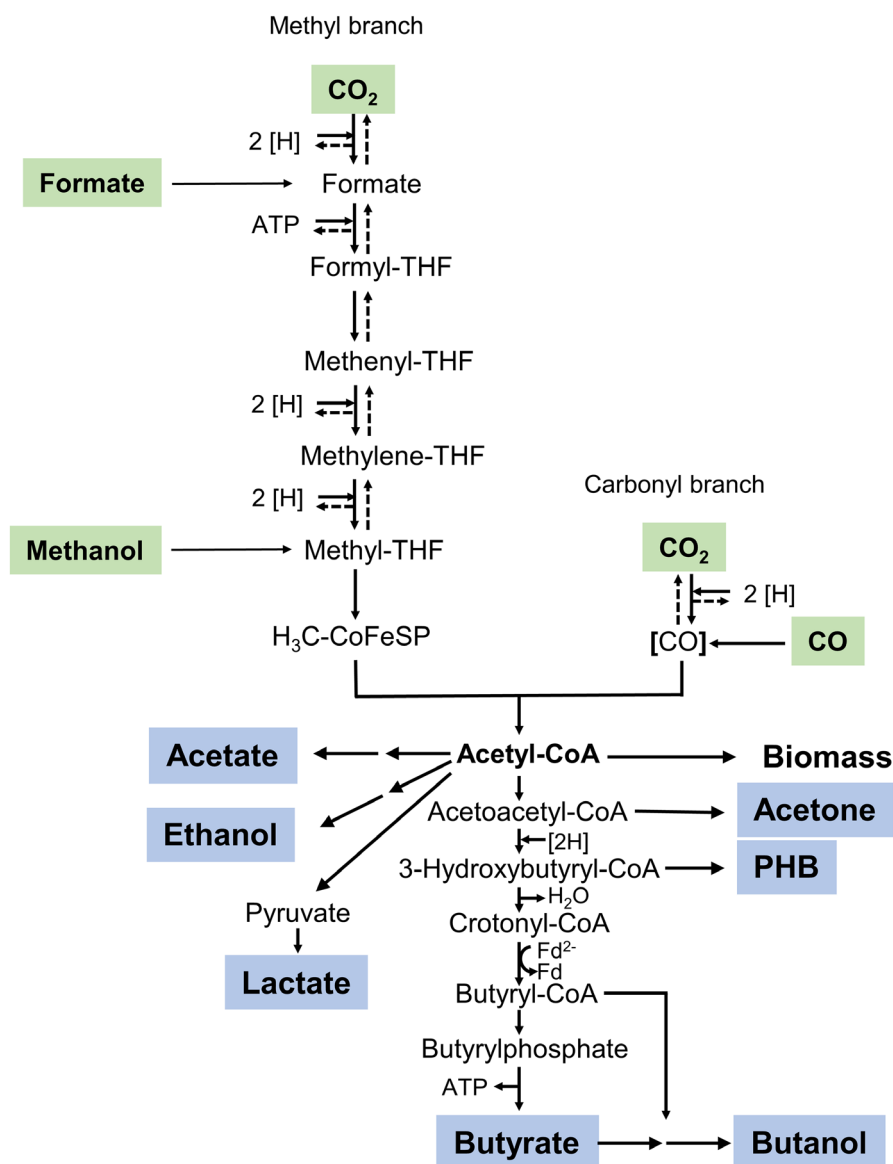 Methyl branch
CO₂
2 [H]
Formate
Formate
ATP
Formyl-THF
Methenyl-THF
2 [H]
Methylene-THF
2 [H]
Methanol
Methyl-THF
H₃C-CoFeSP
Carbonyl branch
CO₂
2 [H]
[CO]
CO
Acetate
Acetyl-CoA
Biomass
Ethanol
Acetoacetyl-CoA
Acetone
[2H]
3-Hydroxybutyryl-CoA
PHB
H₂O
Pyruvate
Crotonyl-CoA
Fd²⁻
Fd
Lactate
Butyryl-CoA
Butyrylphosphate
ATP
Butyrate
Butanol